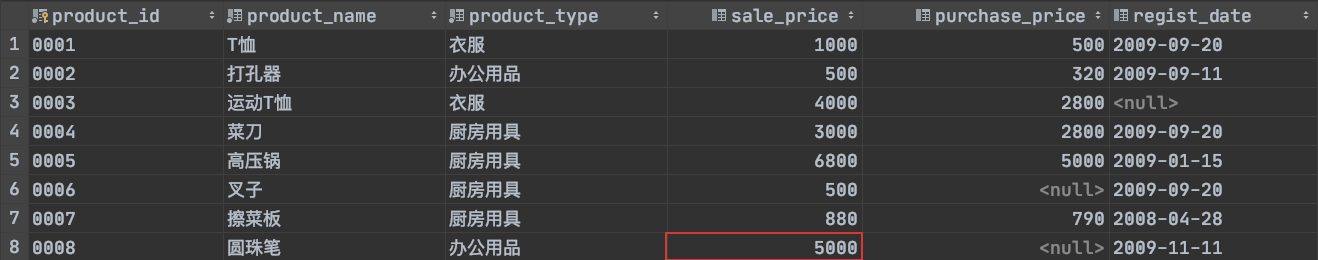 product_id product_name product_type sale_price purchase_price regist_date
1 0001 T恤 衣服 1000 500 2009-09-20
2 0002 打孔器 办公用品 500 320 2009-09-11
3 0003 运动T恤 衣服 4000 2800 <null>
4 0004 菜刀 厨房用具 3000 2800 2009-09-20
5 0005 高压锅 厨房用具 6800 5000 2009-01-15
6 0006 叉子 厨房用具 500 <null> 2009-09-20
7 0007 擦菜板 厨房用具 880 790 2008-04-28
8 0008 圆珠笔 办公用品 5000 <null> 2009-11-11